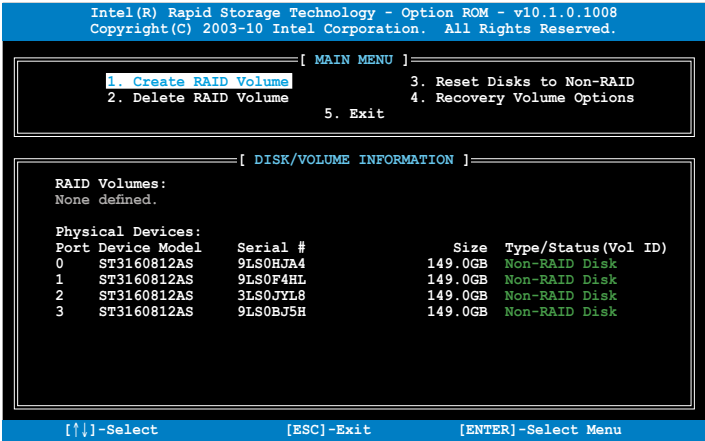 Intel(R) Rapid Storage Technology - Option ROM - v10.1.0.1008
Copyright(C) 2003-10 Intel Corporation.  All Rights Reserved.
[ MAIN MENU ]
1. Create RAID Volume 3. Reset Disks to Non-RAID
2. Delete RAID Volume 4. Recovery Volume Options
5. Exit
[ DISK/VOLUME INFORMATION ]
RAID Volumes:
None defined.
Physical Devices:
Port Device Model Serial # Size Type/Status(Vol ID)
0 ST3160812AS 9LS0HJA4 149.0GB Non-RAID Disk
1 ST3160812AS 9LS0F4HL 149.0GB Non-RAID Disk
2 ST3160812AS 3LS0JYL8 149.0GB Non-RAID Disk
3 ST3160812AS 9LS0BJ5H 149.0GB Non-RAID Disk
[↑↓]-Select [ESC]-Exit [ENTER]-Select Menu